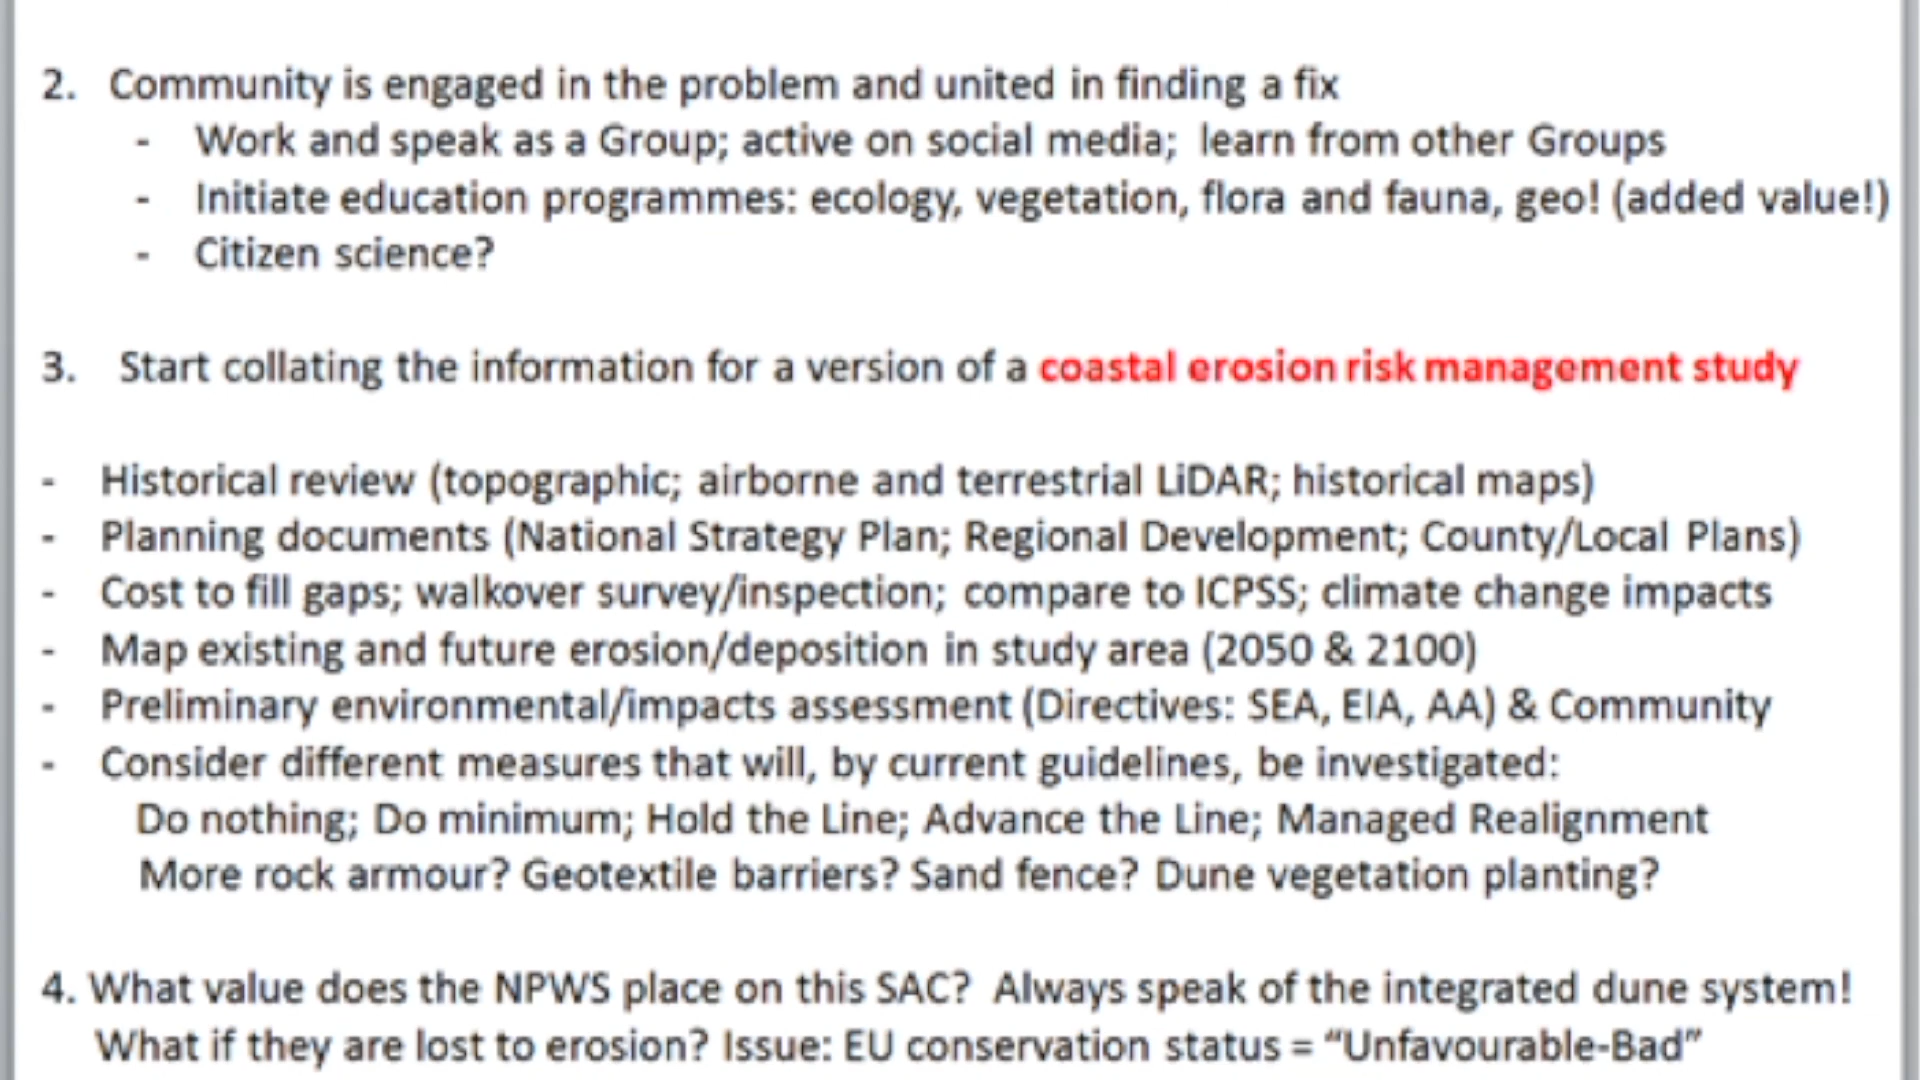 2. Community is engaged in the problem and united in finding a fix
- Work and speak as a Group; active on social media; learn from other Groups
- Initiate education programmes: ecology, vegetation, flora and fauna, geo! (added value!)
- Citizen science?
3. Start collating the information for a version of a coastal erosion risk management study
- Historical review (topographic; airborne and terrestrial LiDAR; historical maps)
- Planning documents (National Strategy Plan; Regional Development; County/Local Plans)
- Cost to fill gaps; walkover survey/inspection; compare to ICPSS; climate change impacts
- Map existing and future erosion/deposition in study area (2050 & 2100)
- Preliminary environmental/impacts assessment (Directives: SEA, EIA, AA) & Community
- Consider different measures that will, by current guidelines, be investigated:
Do nothing; Do minimum; Hold the Line; Advance the Line; Managed Realignment
More rock armour? Geotextile barriers? Sand fence? Dune vegetation planting?
4. What value does the NPWS place on this SAC? Always speak of the integrated dune system!
What if they are lost to erosion? Issue: EU conservation status = “Unfavourable-Bad”